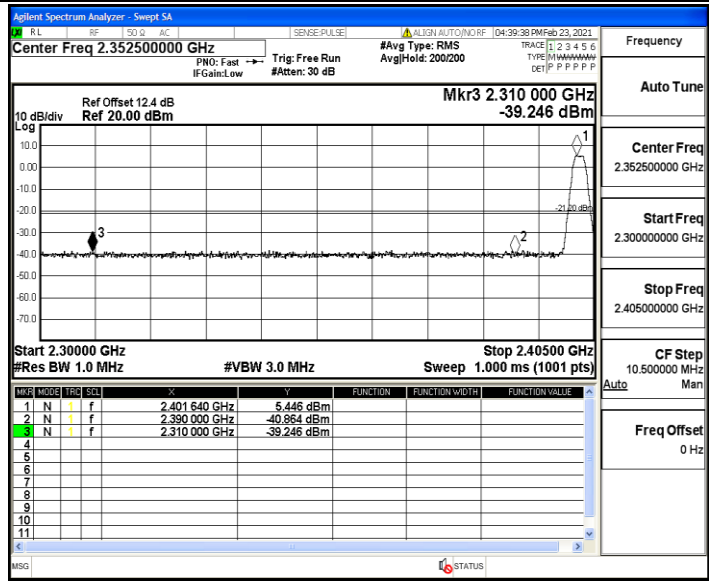 Agilent Spectrum Analyzer - Swept SA
RL RF 50 Ω AC SENSE:PULSE ALIGN AUTO/NO RF 04:39:38 PM Feb 23, 2021
Center Freq 2.352500000 GHz #Avg Type: RMS TRACE 1 2 3 4 5 6
PNO: Fast Trig: Free Run Avg|Hold: 200/200 TYPE MWWWWW
IFGain:Low #Atten: 30 dB DET P P P P P P
Mkr3 2.310 000 GHz
Ref Offset 12.4 dB
10 dB/div Ref 20.00 dBm -39.246 dBm
Log
10.0
0.00
-10.0
-20.0
-30.0
-40.0
-50.0
-60.0
-70.0
1
-21.20 dBm
2
3
Start 2.30000 GHz Stop 2.40500 GHz
#Res BW 1.0 MHz #VBW 3.0 MHz Sweep 1.000 ms (1001 pts)
MKR MODE TRC SCL X Y FUNCTION FUNCTION WIDTH FUNCTION VALUE
1 N 1 f 2.401 640 GHz 5.446 dBm
2 N 1 f 2.390 000 GHz -40.864 dBm
3 N 1 f 2.310 000 GHz -39.246 dBm
4
5
6
7
8
9
10
11
MSG STATUS
Frequency
Auto Tune
Center Freq
2.352500000 GHz
Start Freq
2.300000000 GHz
Stop Freq
2.405000000 GHz
CF Step
10.500000 MHz
Auto Man
Freq Offset
0 Hz